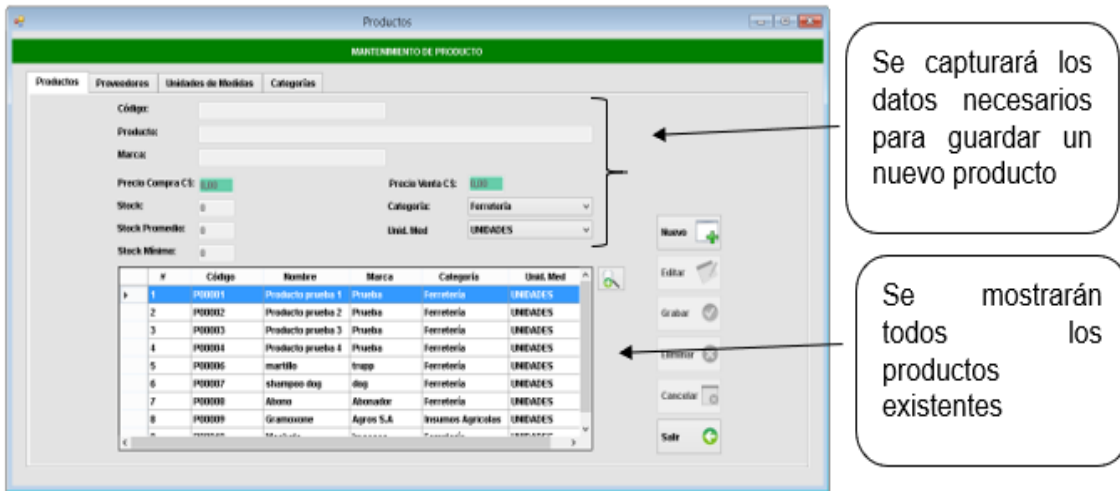 Productos
MANTENIMIENTO DE PRODUCTO
Productos Proveedores Unidades de Medidas Categorías
Código:
Producto:
Marca:
Precio Compra C$: 0,00 Precio Venta C$: 0,00
Stock: 0 Categoría: Ferretería
Stock Promedio: 0 Unid. Med UNIDADES
Stock Mínimo: 0
# Código Nombre Marca Categoría Unid. Med
1 P00001 Producto prueba 1 Prueba Ferretería UNIDADES
2 P00002 Producto prueba 2 Prueba Ferretería UNIDADES
3 P00003 Producto prueba 3 Prueba Ferretería UNIDADES
4 P00004 Producto prueba 4 Prueba Ferretería UNIDADES
5 P00006 martillo trupp Ferretería UNIDADES
6 P00007 shampoo dog dog Ferretería UNIDADES
7 P00008 Abono Abonador Ferretería UNIDADES
8 P00009 Gramoxone Agros S.A Insumos Agricolas UNIDADES
Nuevo
Editar
Grabar
Eliminar
Cancelar
Salir
Se capturará los
datos necesarios
para guardar un
nuevo producto
Se mostrarán
todos los
productos
existentes